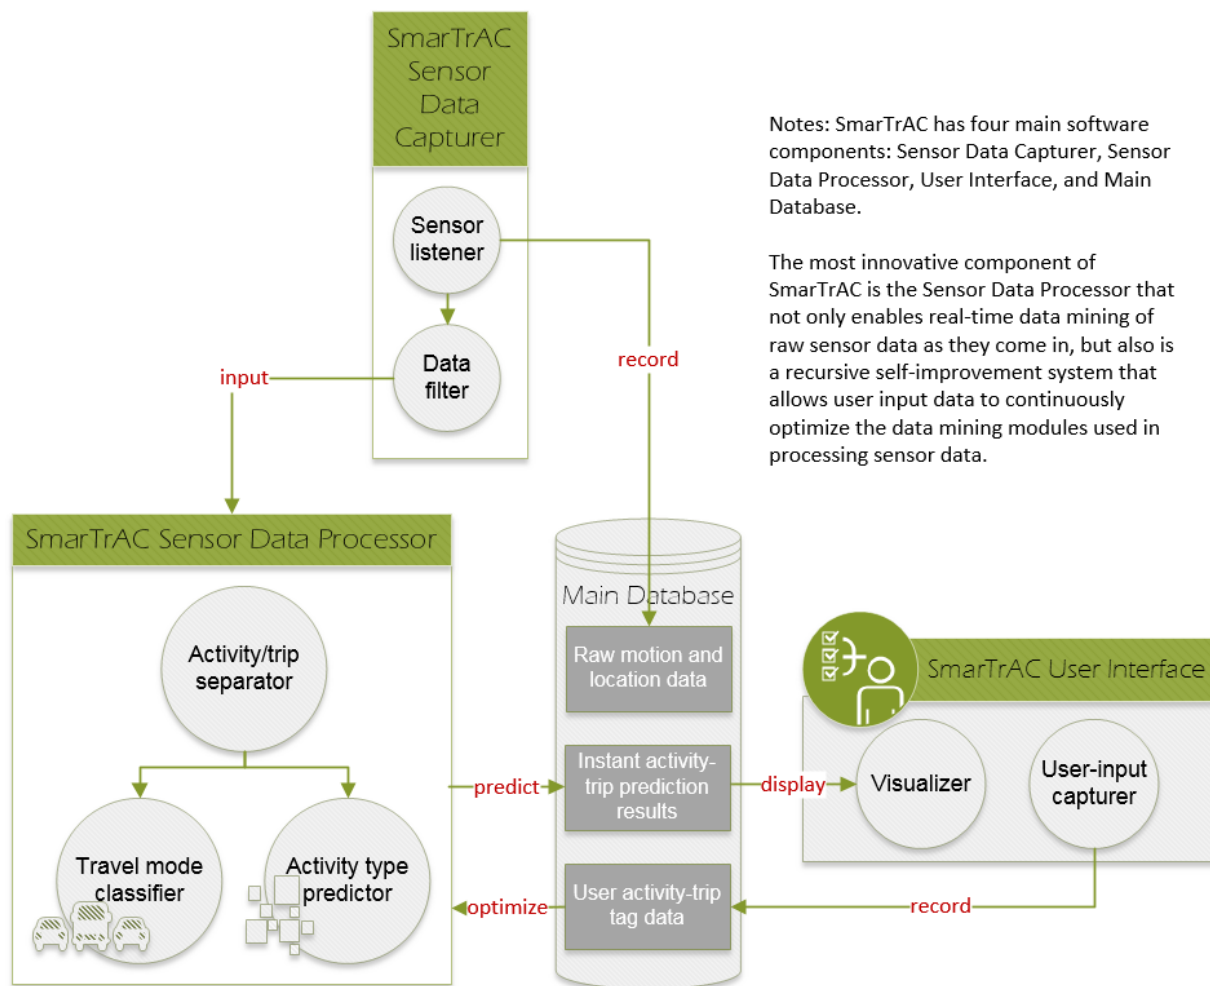 SmarTrAC
Sensor
Data
Capturer
Sensor
listener
Data
filter
input
record
Notes: SmarTrAC has four main software
components: Sensor Data Capturer, Sensor
Data Processor, User Interface, and Main
Database.
The most innovative component of
SmarTrAC is the Sensor Data Processor that
not only enables real-time data mining of
raw sensor data as they come in, but also is
a recursive self-improvement system that
allows user input data to continuously
optimize the data mining modules used in
processing sensor data.
SmarTrAC Sensor Data Processor
Activity/trip
separator
Travel mode
classifier
Activity type
predictor
predict
optimize
Main Database
Raw motion and
location data
Instant activity-
trip prediction
results
User activity-trip
tag data
display
record
SmarTrAC User Interface
Visualizer
User-input
capturer